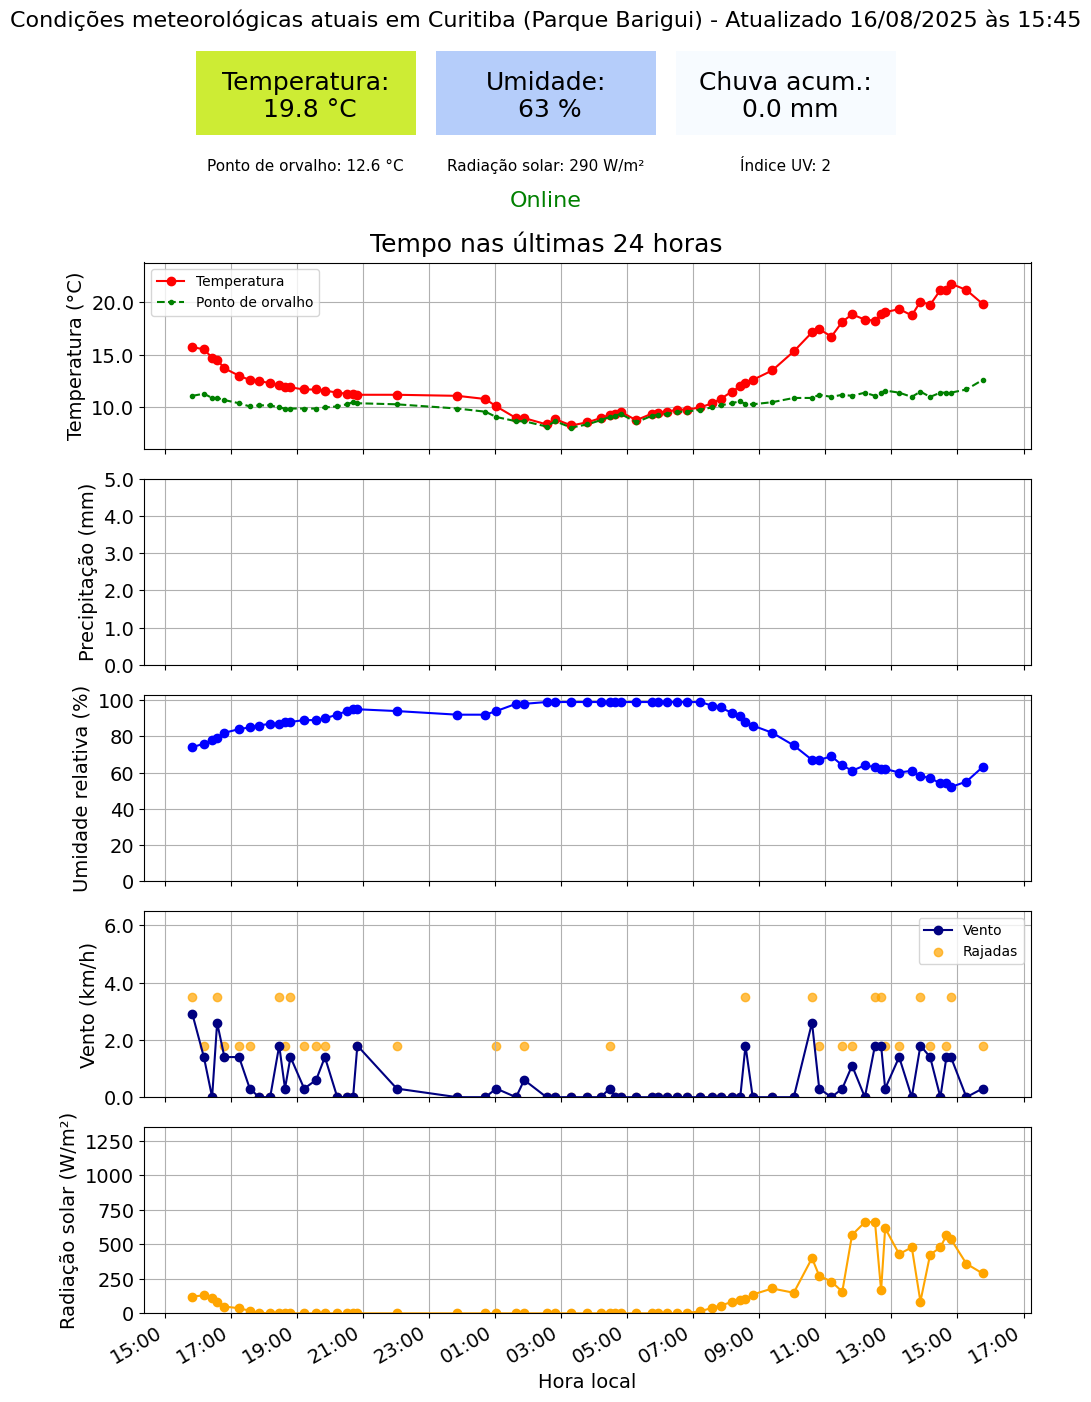 Condições meteorológicas atuais em Curitiba (Parque Barigui) - Atualizado 16/08/2025 às 15:45
Temperatura:
19.8 °C
Umidade:
63 %
Chuva acum.:
0.0 mm
Ponto de orvalho: 12.6 °C
Radiação solar: 290 W/m²
Índice UV: 2
Online
Tempo nas últimas 24 horas
Temperatura (°C)
20.0
15.0
10.0
Temperatura
Ponto de orvalho
Precipitação (mm)
5.0
4.0
3.0
2.0
1.0
0.0
Umidade relativa (%)
100
80
60
40
20
0
Vento (km/h)
6.0
4.0
2.0
0.0
Vento
Rajadas
Radiação solar (W/m²)
1250
1000
750
500
250
0
15:00
17:00
19:00
21:00
23:00
01:00
03:00
05:00
07:00
09:00
11:00
13:00
15:00
17:00
Hora local